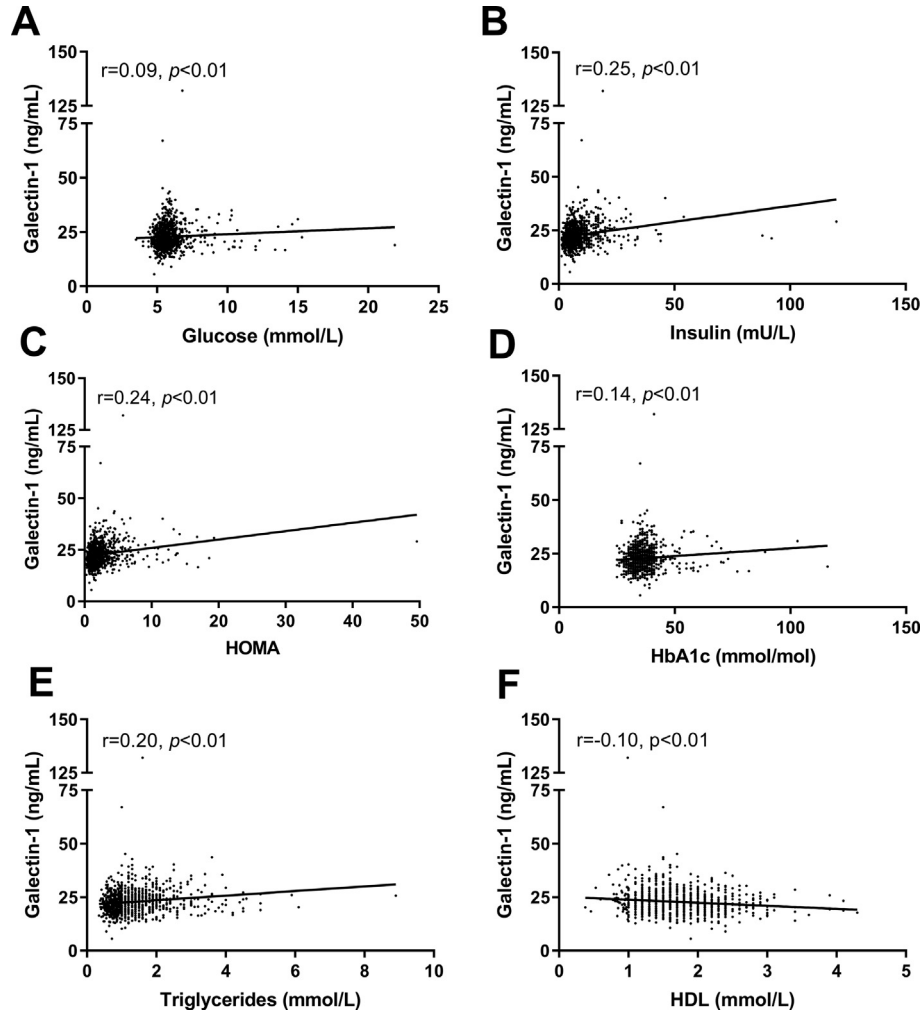 A
B
150
125
75
50
25
0
Galectin-1 (ng/mL)
r=0.09, p<0.01
0 5 10 15 20 25
Glucose (mmol/L)
150
125
75
50
25
0
Galectin-1 (ng/mL)
r=0.25, p<0.01
0 50 100 150
Insulin (mU/L)
C
D
150
125
75
50
25
0
Galectin-1 (ng/mL)
r=0.24, p<0.01
0 10 20 30 40 50
HOMA
150
125
75
50
25
0
Galectin-1 (ng/mL)
r=0.14, p<0.01
0 50 100 150
HbA1c (mmol/mol)
E
F
150
125
75
50
25
0
Galectin-1 (ng/mL)
r=0.20, p<0.01
0 2 4 6 8 10
Triglycerides (mmol/L)
150
125
75
50
25
0
Galectin-1 (ng/mL)
r=-0.10, p<0.01
0 1 2 3 4 5
HDL (mmol/L)